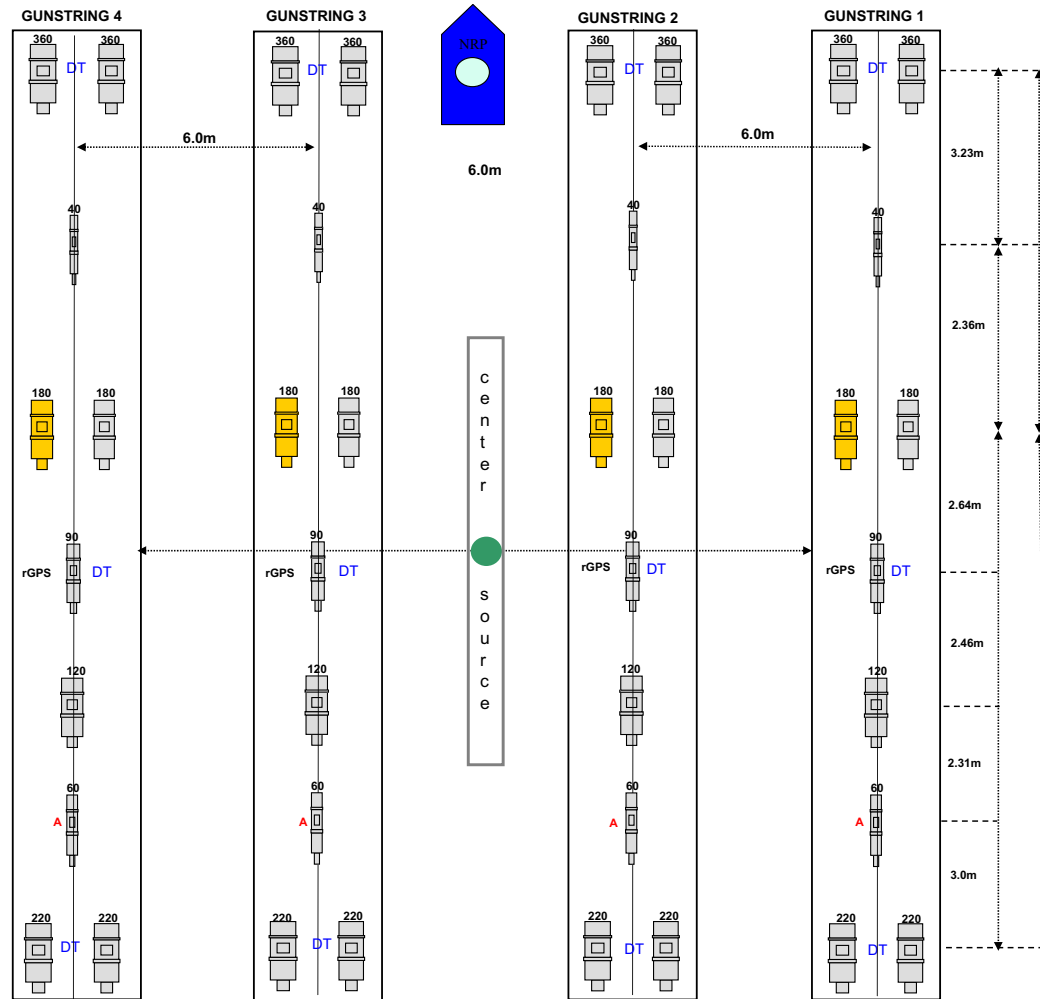 GUNSTRING 4 GUNSTRING 3 GUNSTRING 2 GUNSTRING 1
360 360 360 360 360 360 360 360
NRP
DT DT DT DT
6.0m 6.0m
3.23m
6.0m
40 40 40 40
2.36m
center
180 180 180 180 180 180 180 180
2.64m
90 90 90 90
rGPS DT rGPS DT rGPS DT rGPS DT
source
2.46m
120 120 120 120
2.31m
60 60 60 60
A A A A
3.0m
220 220 220 220 220 220 220 220
DT DT DT DT